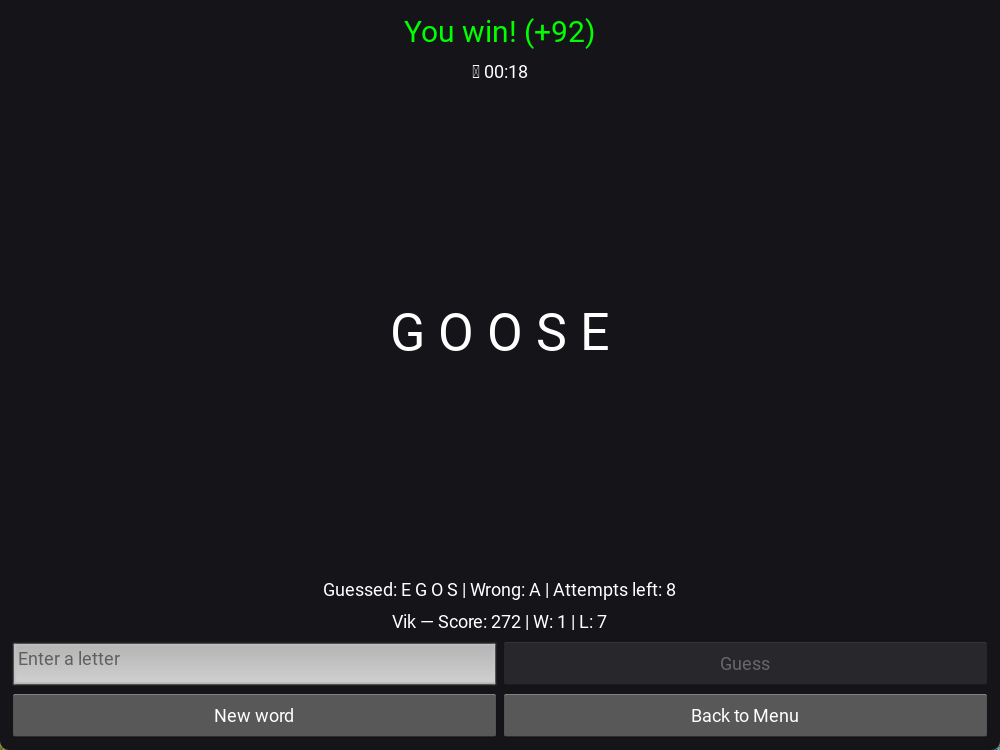 You win! (+92)
00:18
G O O S E
Guessed: E G O S | Wrong: A | Attempts left: 8
Vik — Score: 272 | W: 1 | L: 7
Enter a letter
Guess
New word
Back to Menu